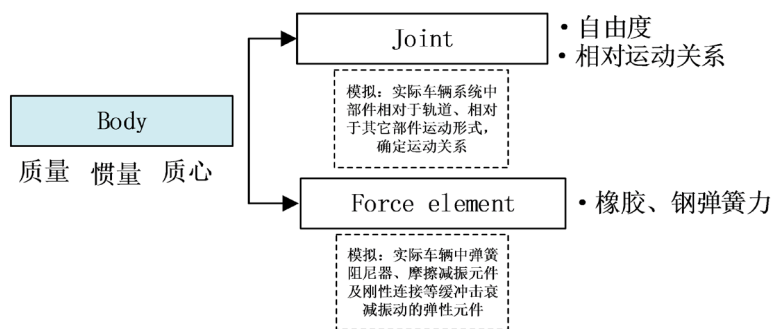 Joint
• 自由度
• 相对运动关系
模拟：实际车辆系统中
部件相对于轨道、相对
于其它部件运动形式，
确定运动关系
Body
质量 惯量 质心
Force element
• 橡胶、钢弹簧力
模拟：实际车辆中弹簧
阻尼器、摩擦减振元件
及刚性连接等缓冲击衰
减振动的弹性元件